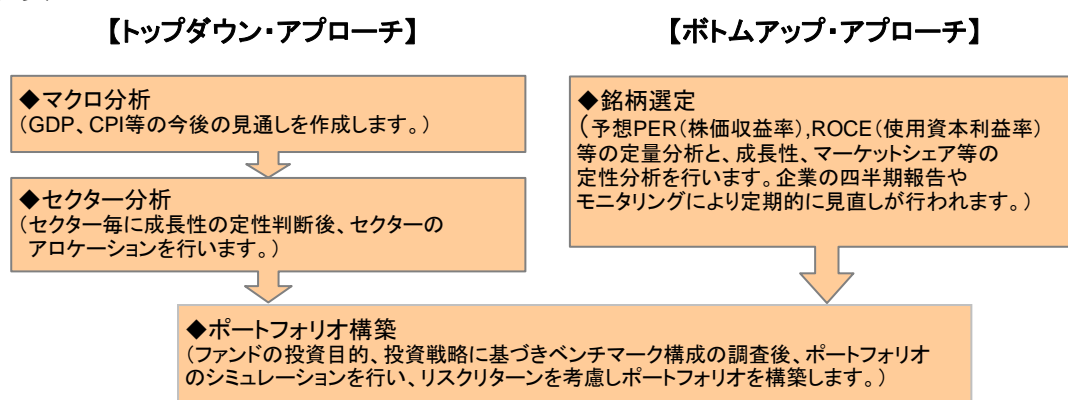 【トップダウン・アプローチ】
◆マクロ分析
(GDP、CPI等の今後の見通しを作成します。)
◆セクター分析
(セクター毎に成長性の定性判断後、セクターの
アロケーションを行います。)
【ボトムアップ・アプローチ】
◆銘柄選定
(予想PER(株価収益率),ROCE(使用資本利益率)
等の定量分析と、成長性、マーケットシェア等の
定性分析を行います。企業の四半期報告や
モニタリングにより定期的に見直しが行われます。)
◆ポートフォリオ構築
(ファンドの投資目的、投資戦略に基づきベンチマーク構成の調査後、ポートフォリオ
のシミュレーションを行い、リスクリターンを考慮しポートフォリオを構築します。)